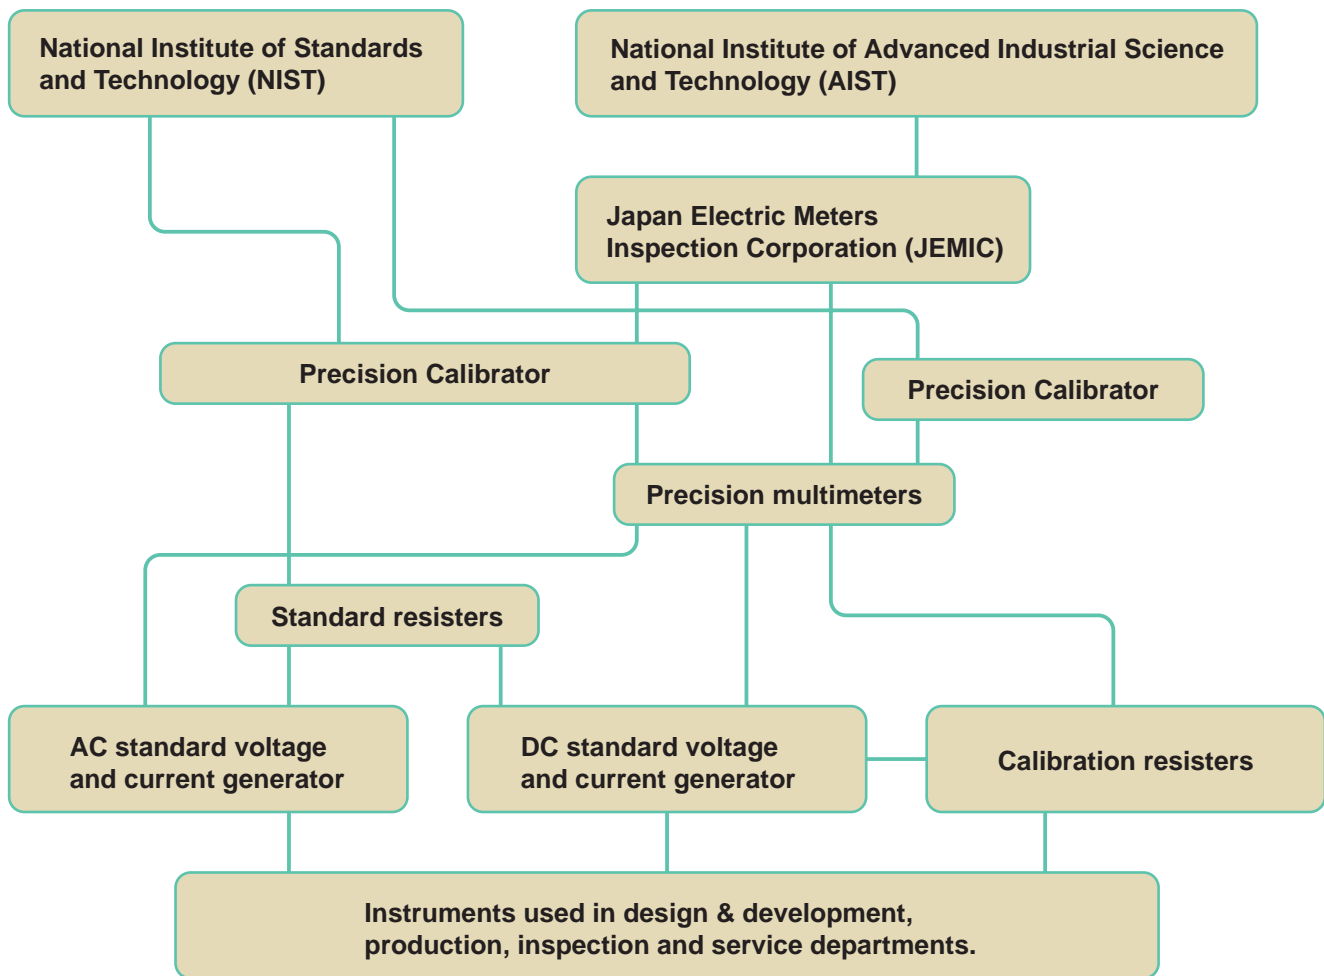 National Institute of Standards
and Technology (NIST)
National Institute of Advanced Industrial Science
and Technology (AIST)
Japan Electric Meters
Inspection Corporation (JEMIC)
Precision Calibrator
Precision Calibrator
Precision multimeters
Standard resisters
AC standard voltage
and current generator
DC standard voltage
and current generator
Calibration resisters
Instruments used in design & development,
production, inspection and service departments.